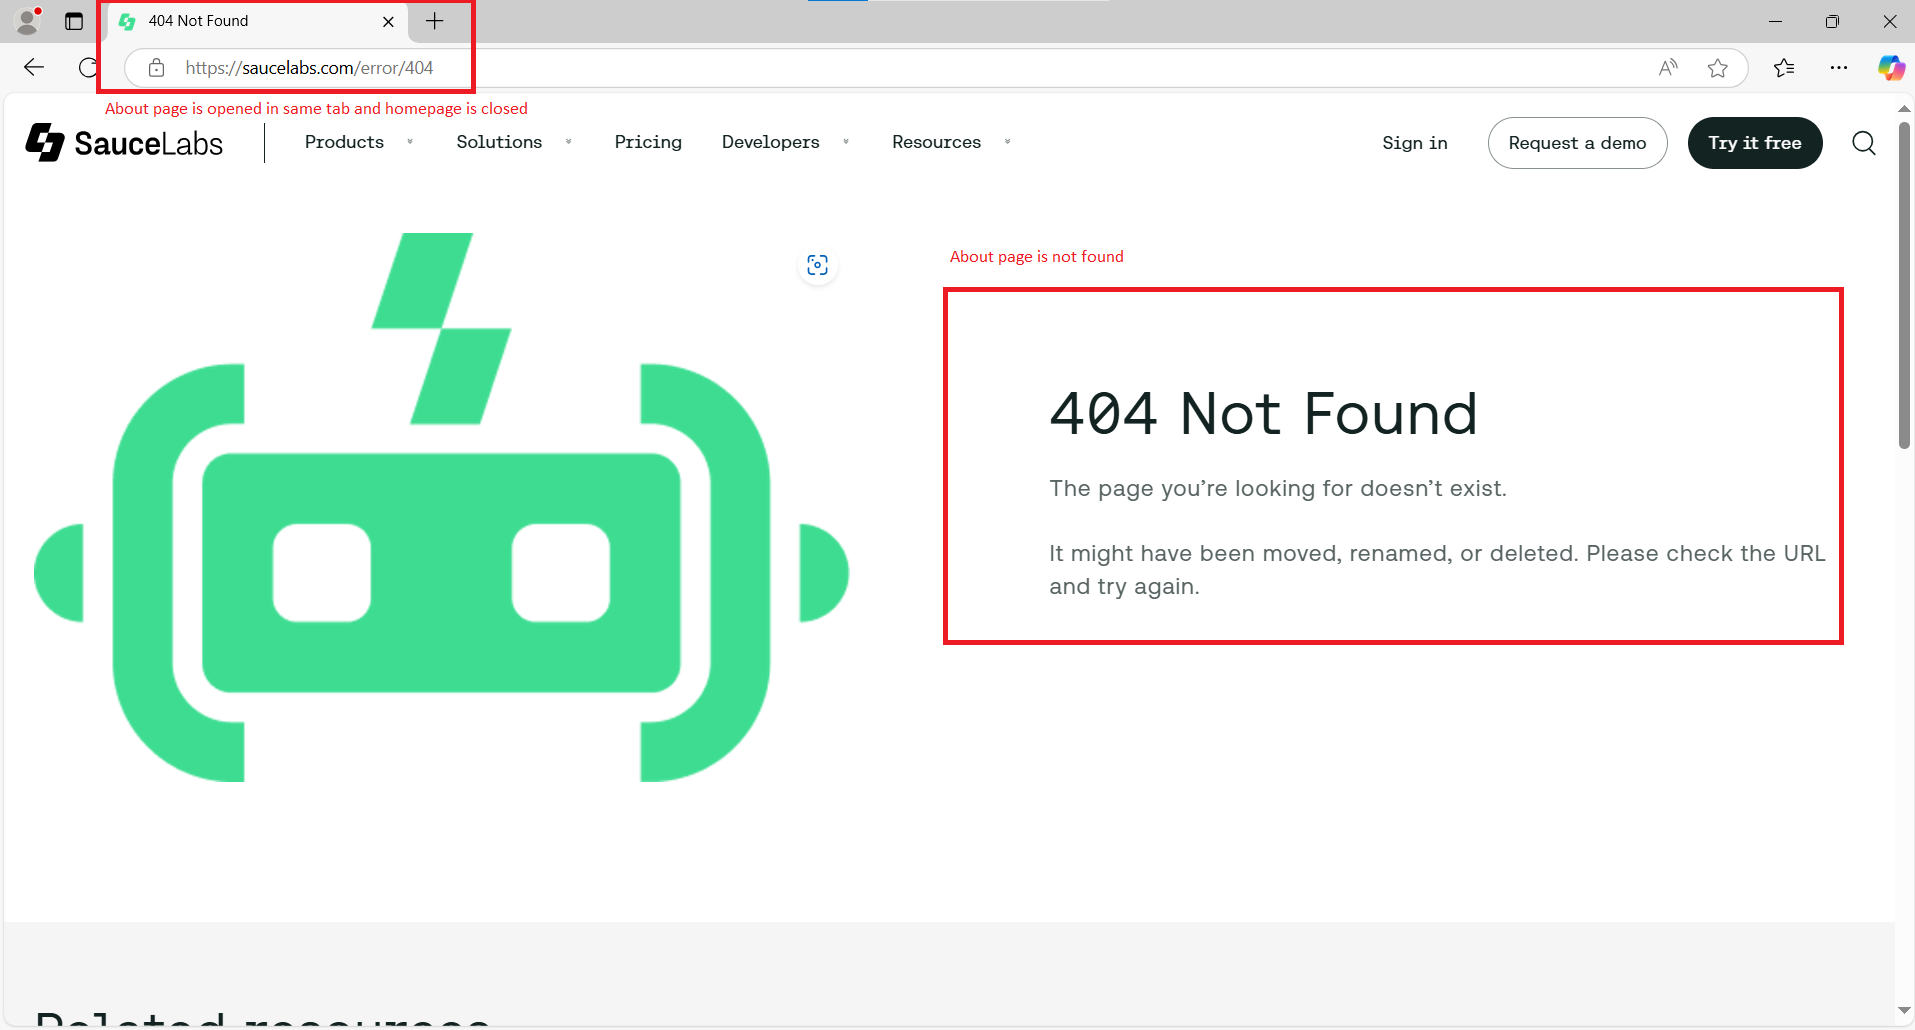 404 Not Found
https://saucelabs.com/error/404
About page is opened in same tab and homepage is closed
SauceLabs
Products
Solutions
Pricing
Developers
Resources
Sign in
Request a demo
Try it free
About page is not found
404 Not Found
The page you’re looking for doesn’t exist.
It might have been moved, renamed, or deleted. Please check the URL
and try again.
Related resources